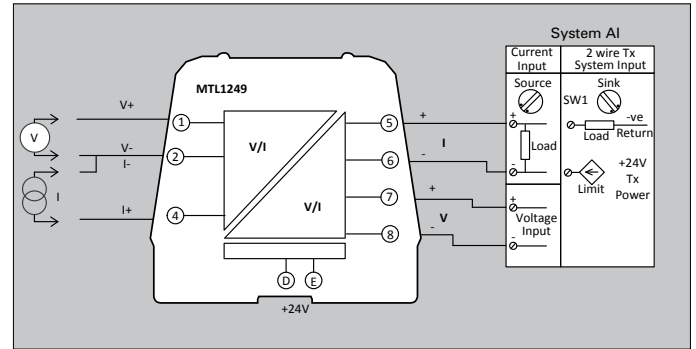 System AI
Current Input
2 wire Tx System Input
MTL1249
Source
Sink
SW1
V+
1
5
+
+
-ve
Load
Return
V
V/I
I
Load
V-
2
I-
6
-
-
+24V
Tx
Power
Limit
I
V/I
7
+
+
I+
4
V
Voltage
Input
8
-
-
D
E
+24V